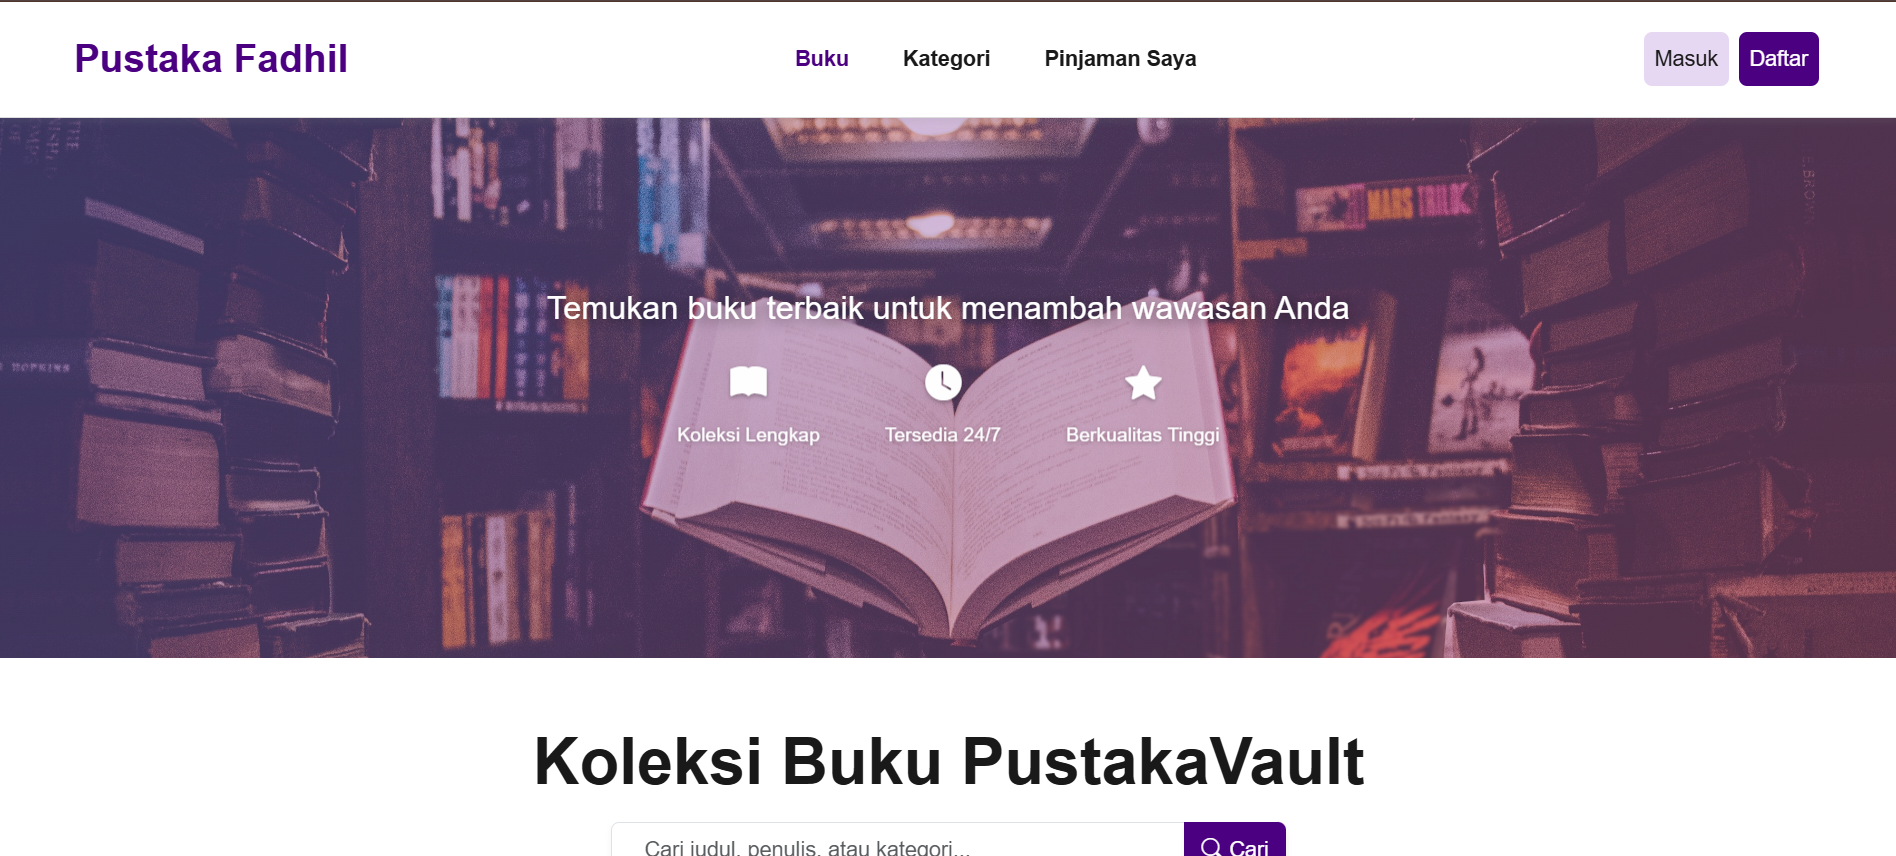 Pustaka Fadhil
Buku
Kategori
Pinjaman Saya
Masuk
Daftar
MARS TRILO
HOPKINS
Temukan buku terbaik untuk menambah wawasan Anda
Koleksi Lengkap
Tersedia 24/7
Berkualitas Tinggi
Koleksi Buku PustakaVault
Cari judul, penulis, atau kategori...
Cari